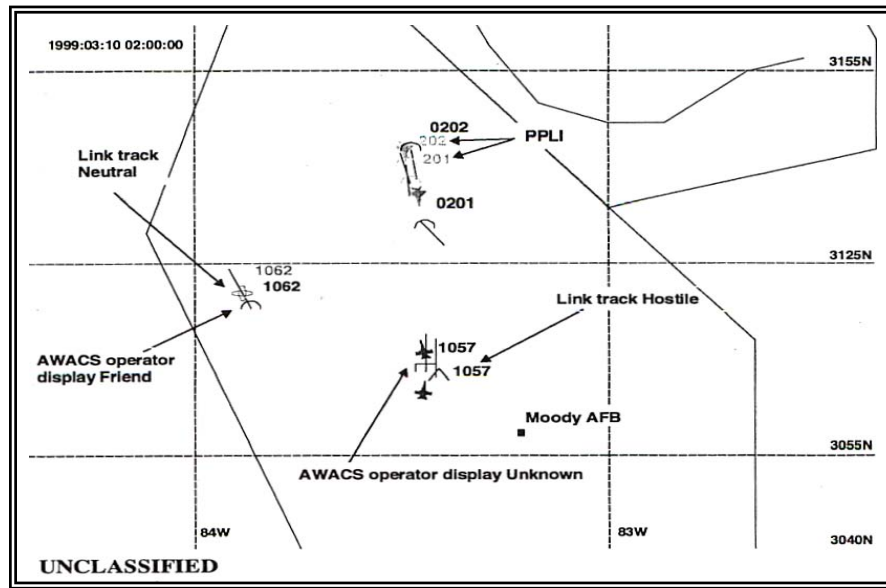 1999:03:10 02:00:00
3155N
0202
PPLI
202
201
Link track
Neutral
0201
3125N
1062
1062
Link track Hostile
AWACS operator
display Friend
1057
1057
Moody AFB
3055N
AWACS operator display Unknown
84W
83W
3040N
UNCLASSIFIED